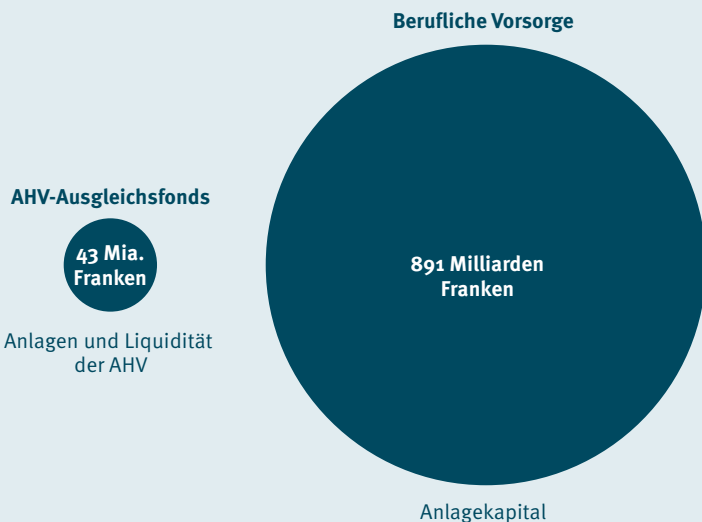 Berufliche Vorsorge
AHV-Ausgleichsfonds
43 Mia.
Franken
891 Milliarden
Franken
Anlagen und Liquidität
der AHV
Anlagekapital